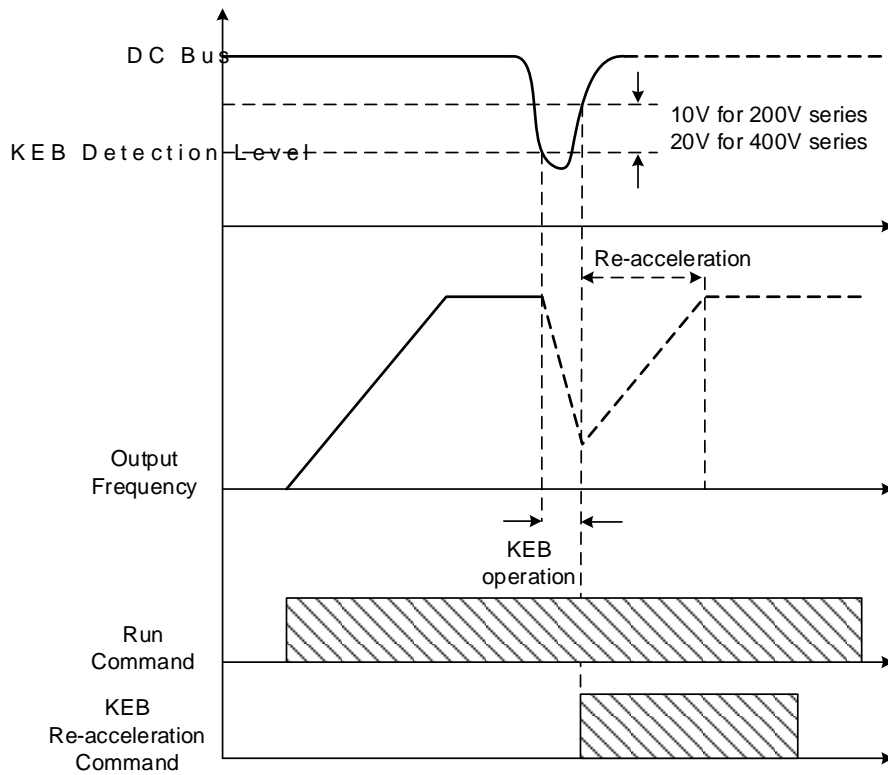 DC Bus
10V for 200V series
20V for 400V series
KEB Detection Level
Re-acceleration
Output
Frequency
KEB
operation
Run
Command
KEB
Re-acceleration
Command